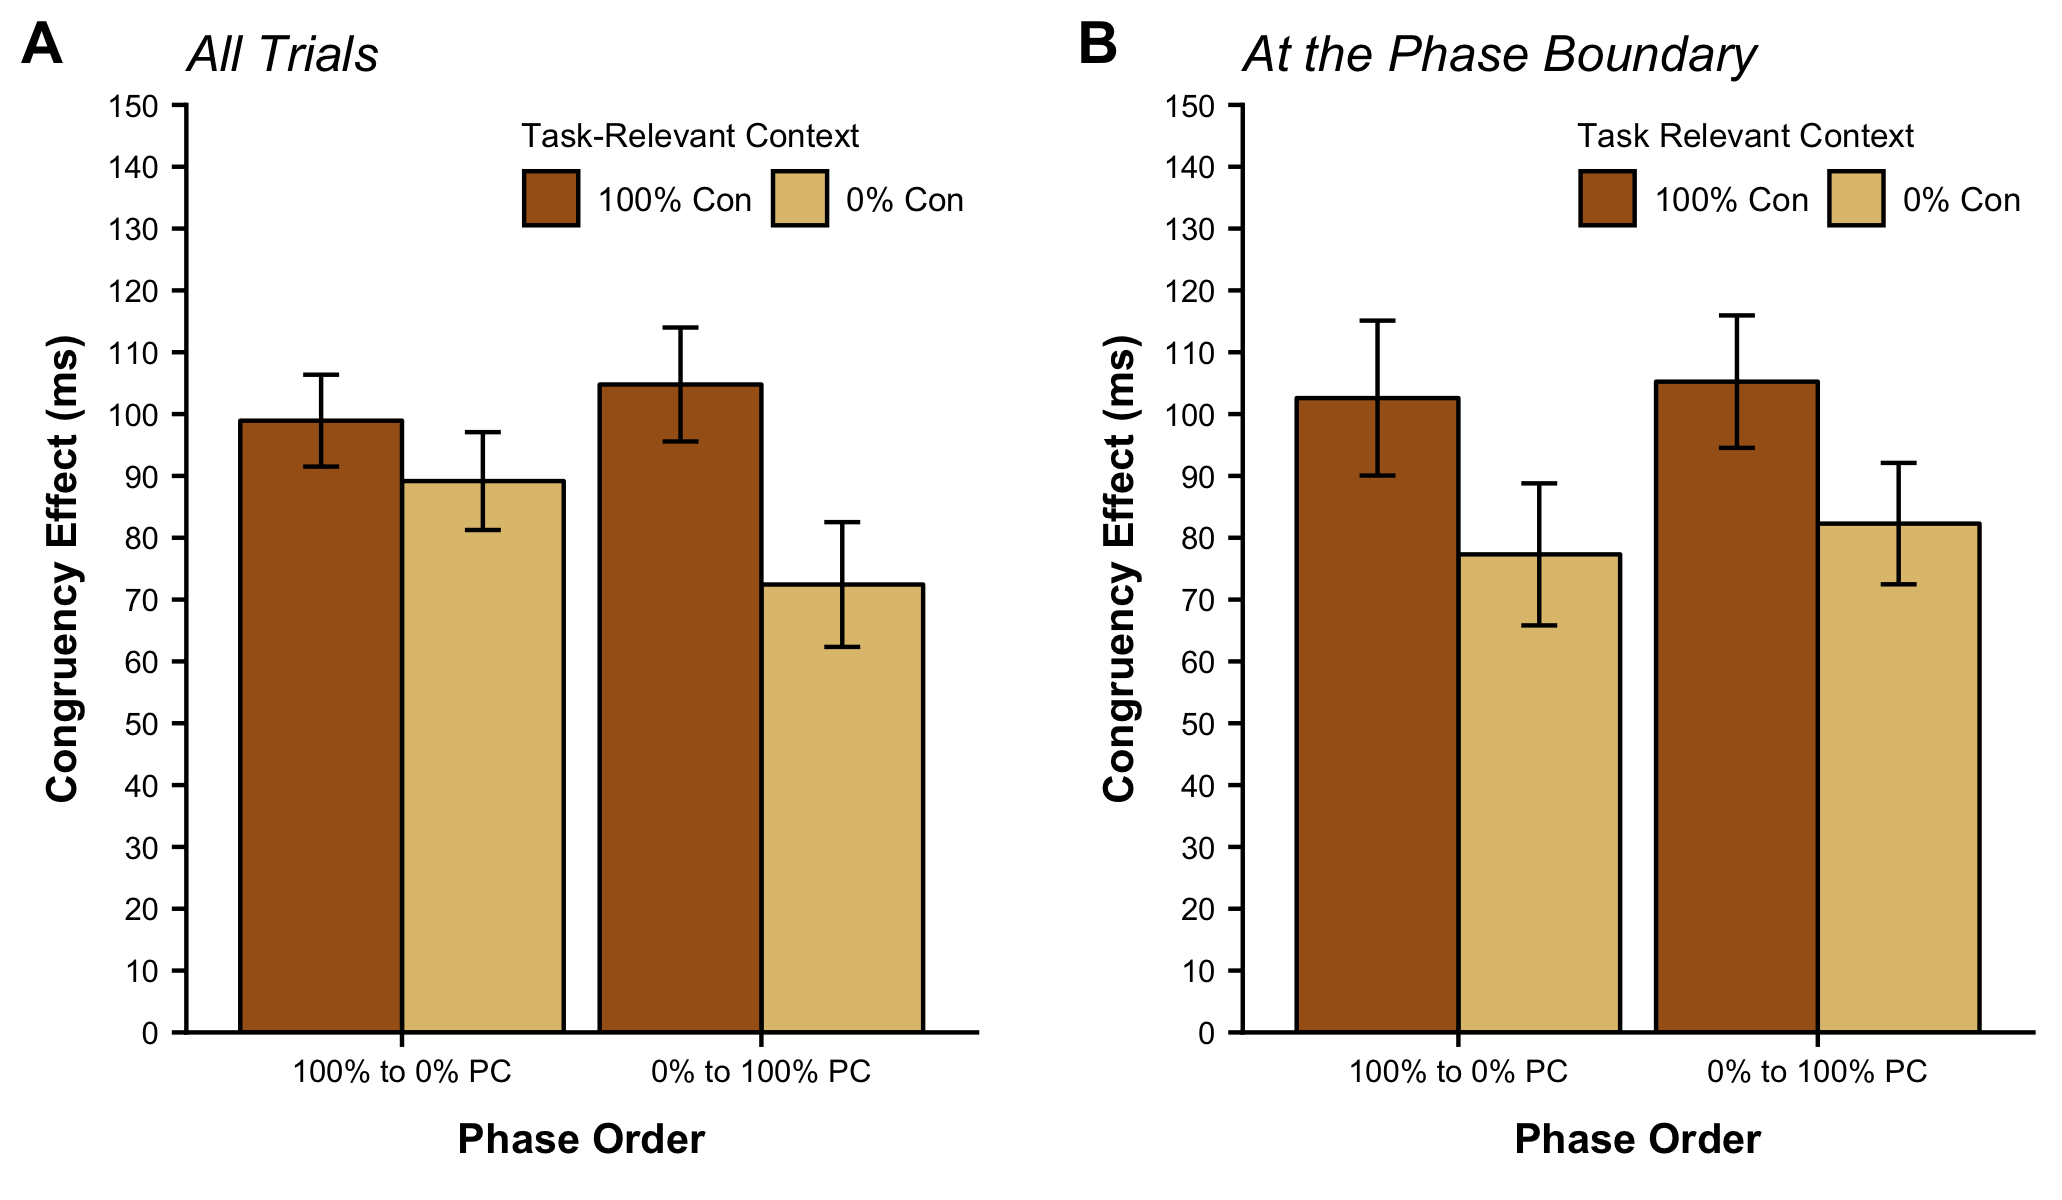 A
All Trials
150
140
130
120
110
100
90
80
70
60
50
40
30
20
10
0
Congruency Effect (ms)
Task-Relevant Context
100% Con
0% Con
100% to 0% PC
0% to 100% PC
Phase Order
B
At the Phase Boundary
150
140
130
120
110
100
90
80
70
60
50
40
30
20
10
0
Congruency Effect (ms)
Task Relevant Context
100% Con
0% Con
100% to 0% PC
0% to 100% PC
Phase Order